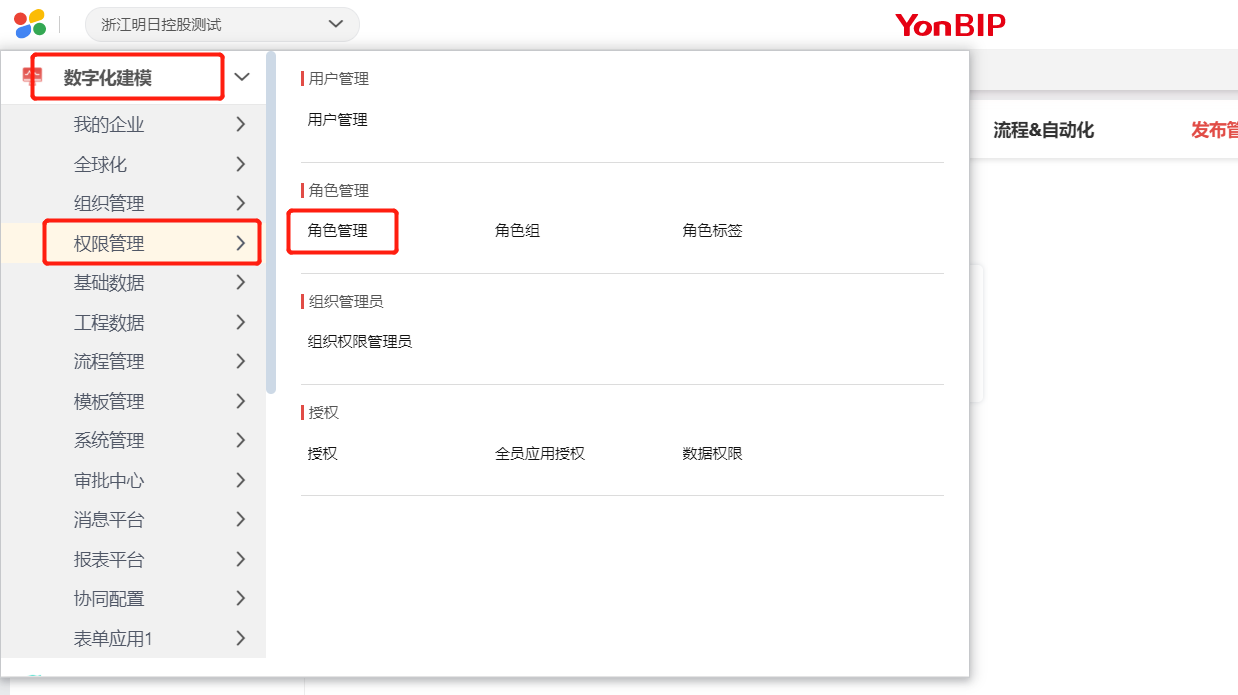 浙江明日控股测试
YonBIP
数字化建模
我的企业
全球化
组织管理
权限管理
基础数据
工程数据
流程管理
模板管理
系统管理
审批中心
消息平台
报表平台
协同配置
表单应用1
用户管理
用户管理
角色管理
角色管理 角色组 角色标签
组织管理员
组织权限管理员
授权
授权 全员应用授权 数据权限
流程&自动化 发布管